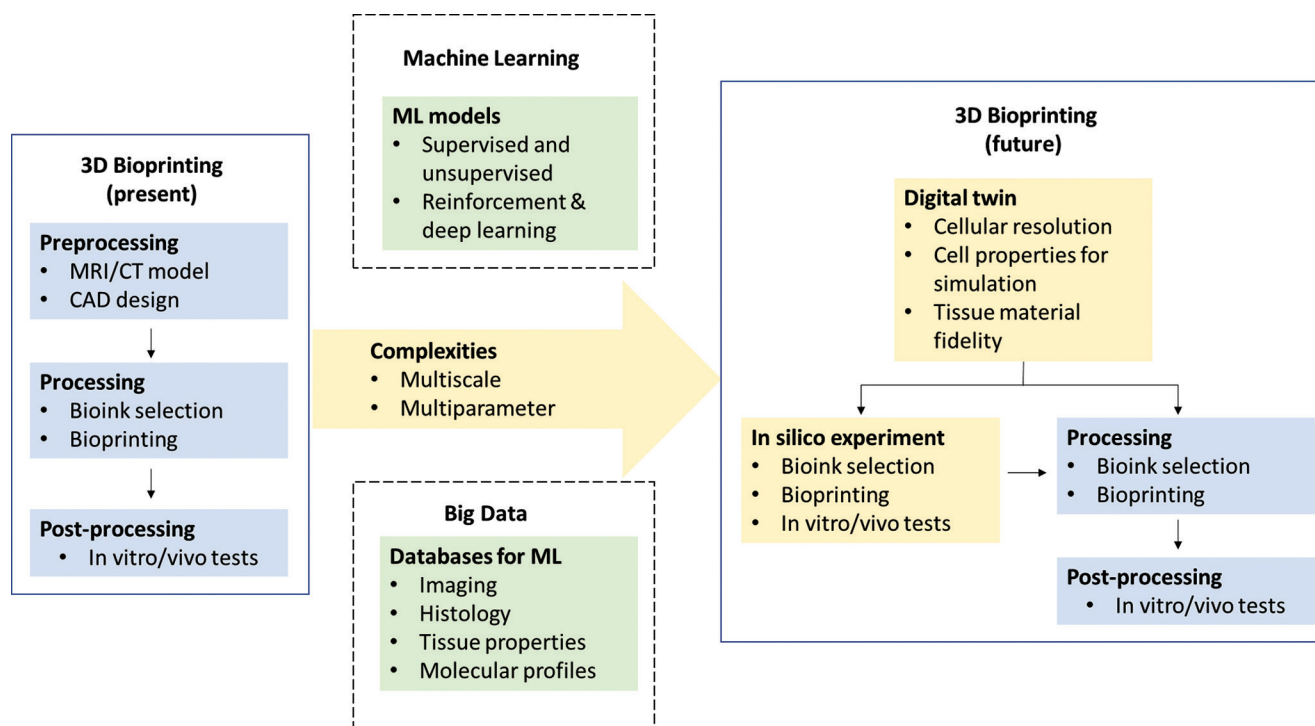 3D Bioprinting
(present)
Preprocessing
• MRI/CT model
• CAD design
Processing
• Bioink selection
• Bioprinting
Post-processing
• In vitro/vivo tests
Machine Learning
ML models
• Supervised and
unsupervised
• Reinforcement &
deep learning
Complexities
• Multiscale
• Multiparameter
Big Data
Databases for ML
• Imaging
• Histology
• Tissue properties
• Molecular profiles
3D Bioprinting
(future)
Digital twin
• Cellular resolution
• Cell properties for
simulation
• Tissue material
fidelity
In silico experiment
• Bioink selection
• Bioprinting
• In vitro/vivo tests
Processing
• Bioink selection
• Bioprinting
Post-processing
• In vitro/vivo tests